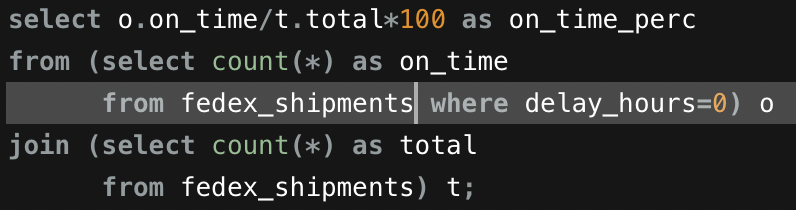 select o.on_time/t.total*100 as on_time_perc
from (select count(*) as on_time
      from fedex_shipments where delay_hours=0) o
join (select count(*) as total
      from fedex_shipments) t;